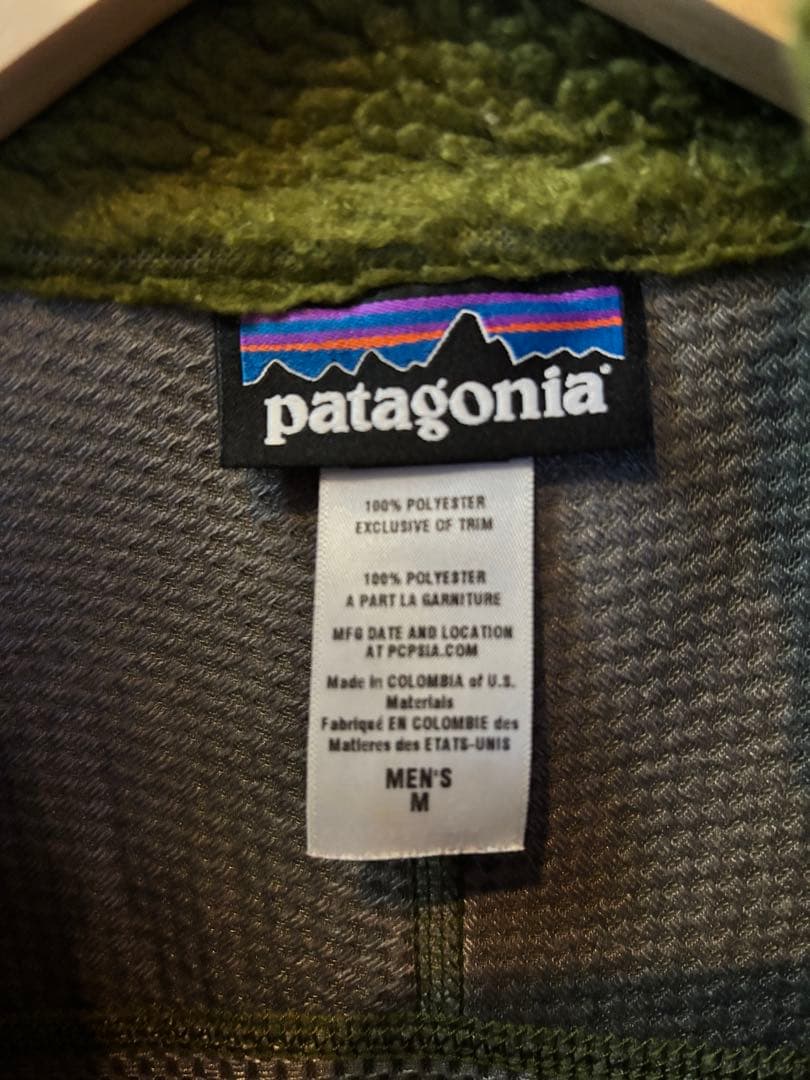 patagonia
100% POLYESTER
EXCLUSIVE OF TRIM
100% POLYESTER
A PART LA GARNITURE
MFG DATE AND LOCATION
AT PCPSIA.COM
Made in COLOMBIA of U.S.
Materials
Fabriqué EN COLOMBIE des
Matieres des ETATS-UNIS
MEN'S
M